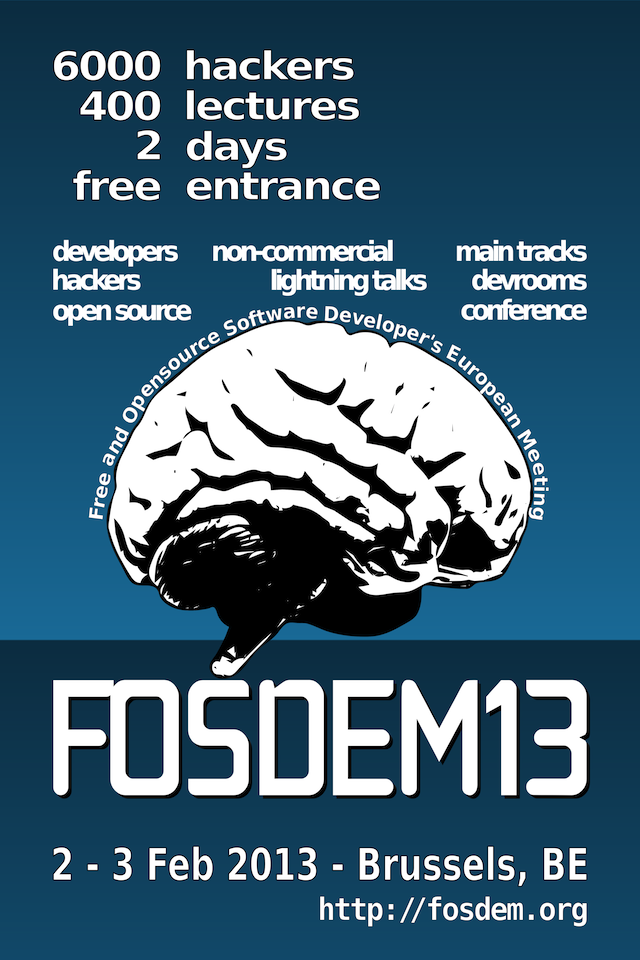 6000 hackers
400 lectures
2 days
free entrance
developers non-commercial main tracks
hackers lightning talks devrooms
open source conference
Free and Opensource Software Developer's European Meeting
FOSDEM13
2 - 3 Feb 2013 - Brussels, BE
http://fosdem.org